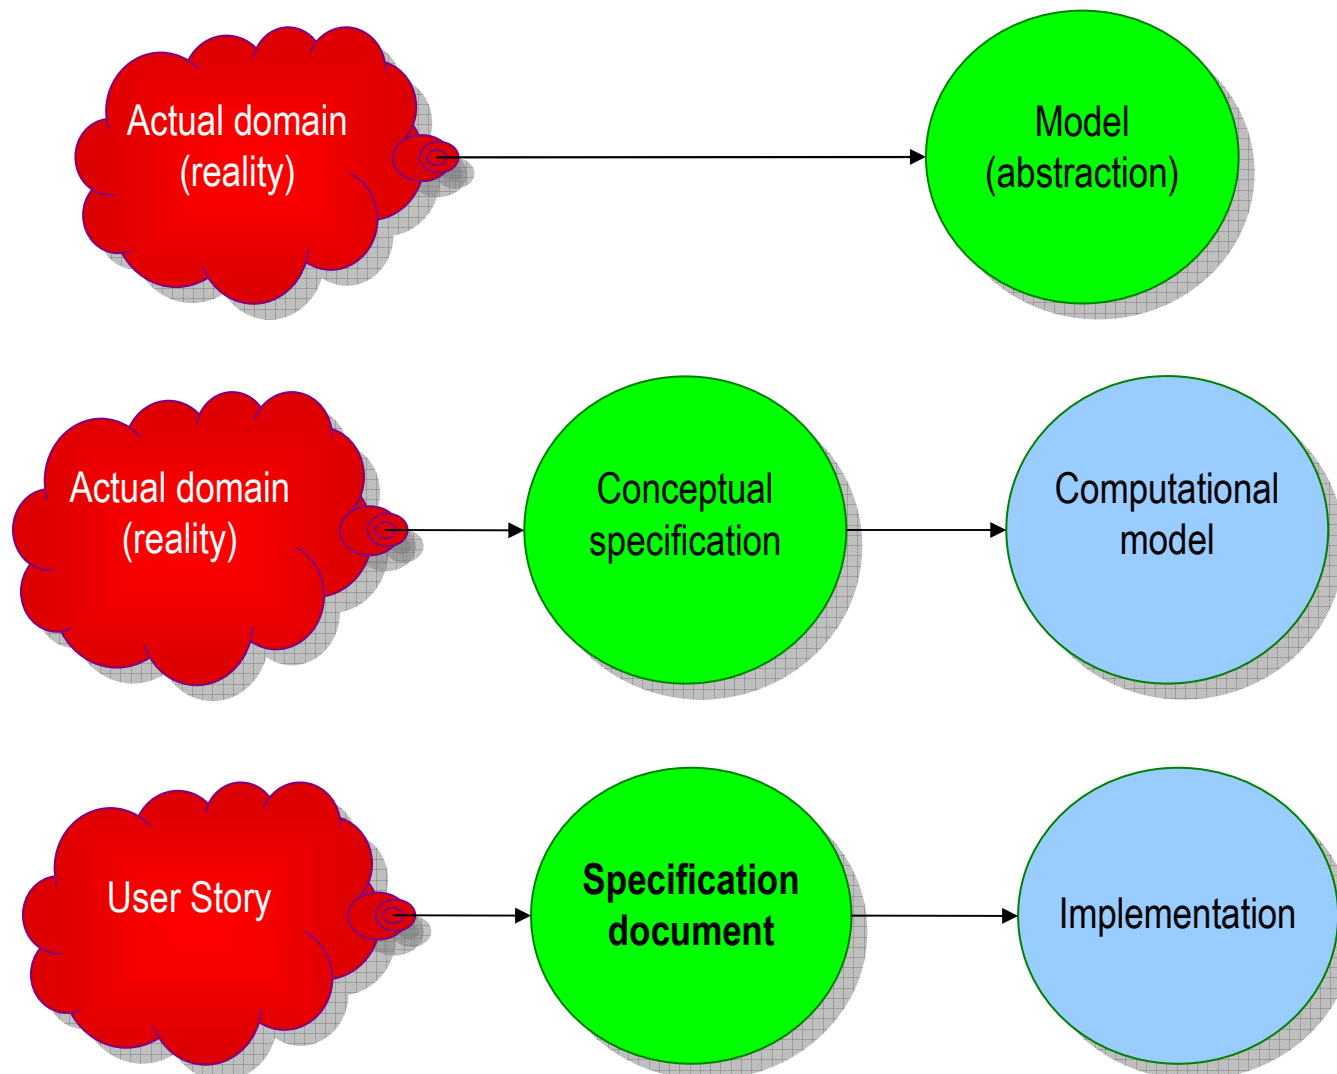 Actual domain
(reality)
Model
(abstraction)
Actual domain
(reality)
Conceptual
specification
Computational
model
User Story
Specification
document
Implementation